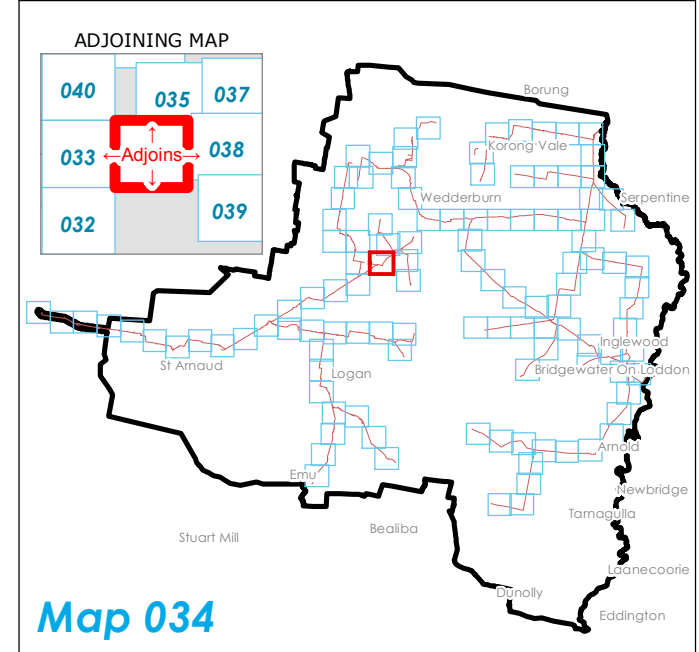 ADJOINING MAP
040
035
037
033
Adjoins
038
032
039
Borung
Korong Vale
Wedderburn
Serpentine
Inglewood
St Arnaud
Logan
Bridgewater On Loddon
Arnold
Emu
Newbridge
Tarnagulla
Stuart Mill
Bealiba
Laanecoorie
Dunolly
Eddington
Map 034